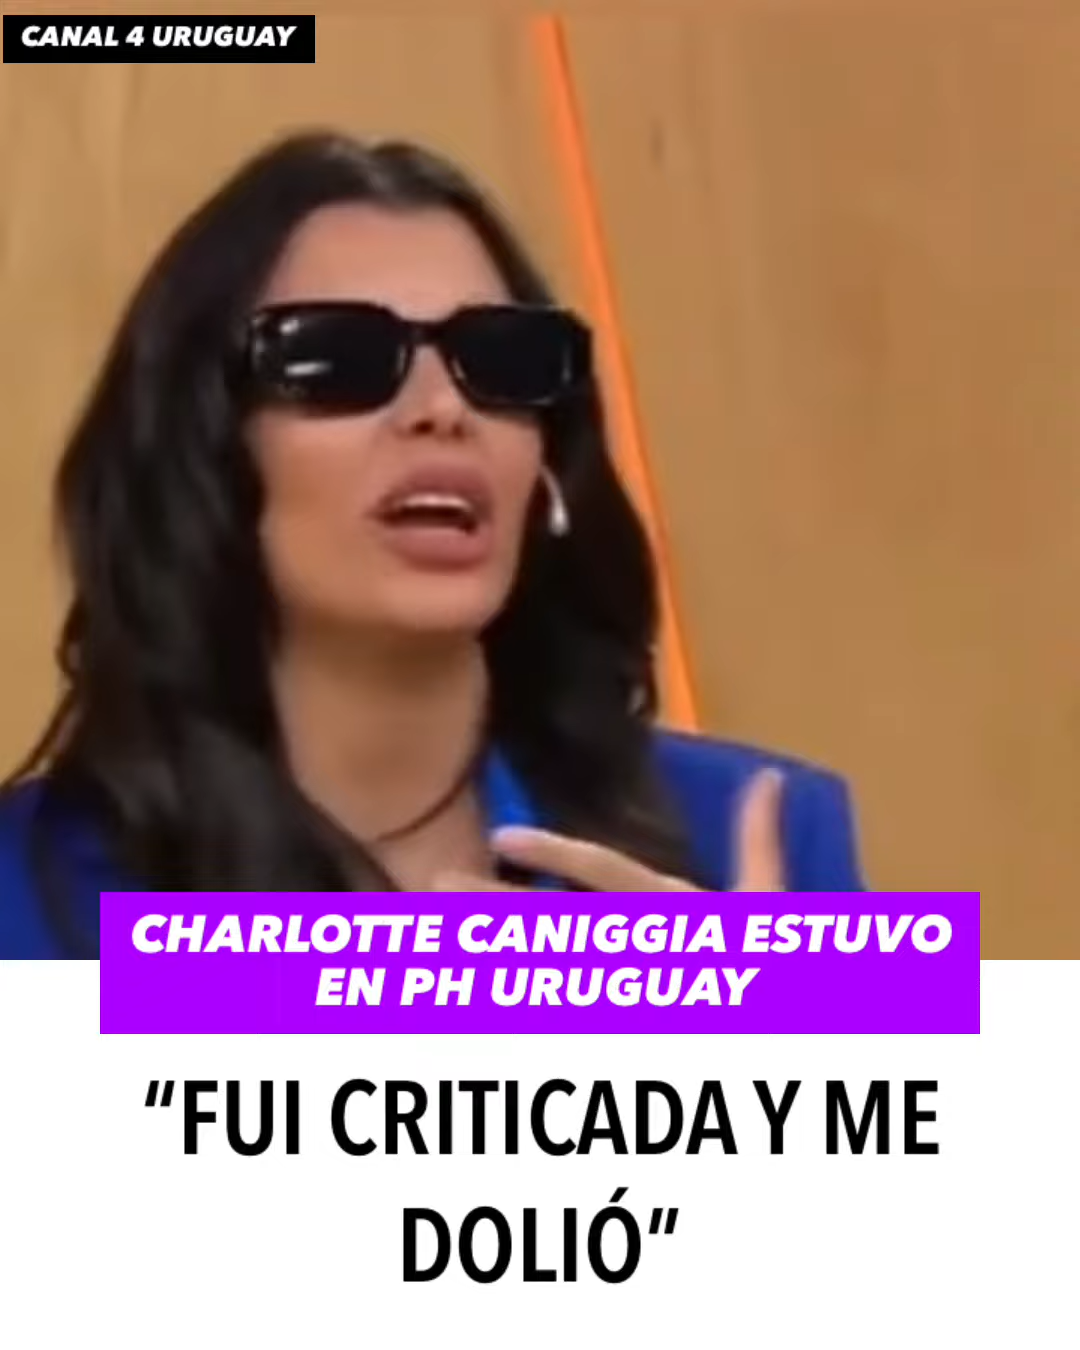 CANAL 4 URUGUAY
CHARLOTTE CANIGGIA ESTUVO
EN PH URUGUAY
“FUI CRITICADA Y ME
DOLIÓ”